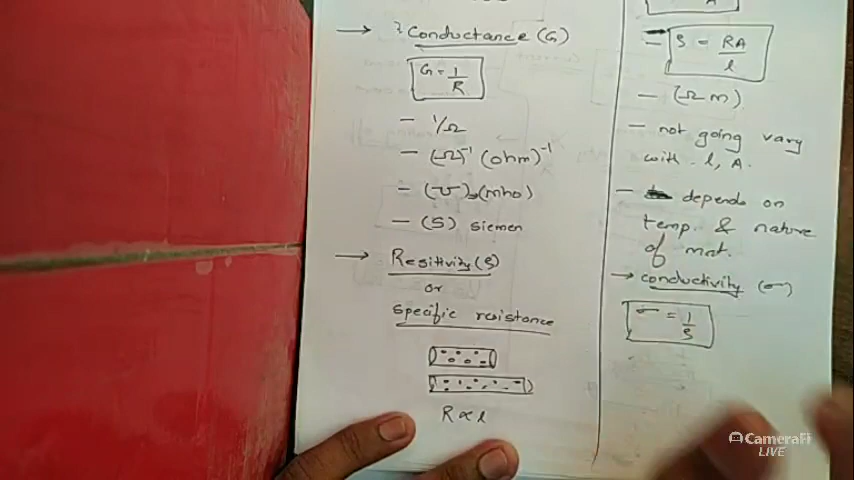 → Conductance (G)
G = 1/R
– 1/Ω
– (Ω)⁻¹ (ohm)⁻¹
– (℧) (mho)
– (S) siemen
→ Resitivity (ρ)
or
specific resistance
R ∝ l
A
– ρ = RA/l
– (Ω m)
– not going vary
with l, A.
– depends on
temp. & nature
of mat.
→ conductivity (σ)
σ = 1/ρ
CameraFi
LIVE